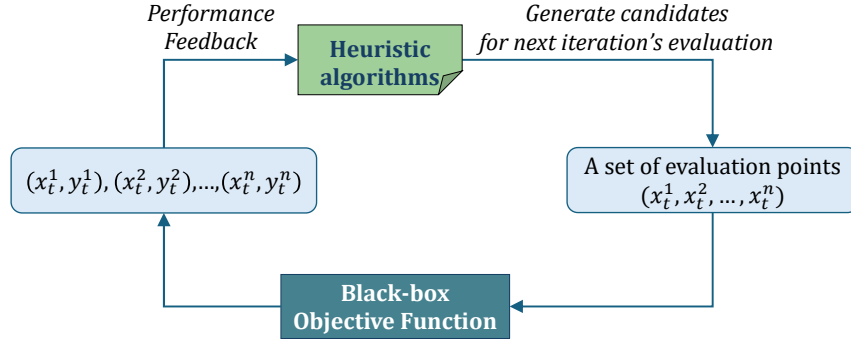 Performance
Feedback
Generate candidates
for next iteration's evaluation
Heuristic
algorithms
(x_t^1, y_t^1), (x_t^2, y_t^2),...,(x_t^n, y_t^n)
A set of evaluation points
(x_t^1, x_t^2, ... , x_t^n)
Black-box
Objective Function